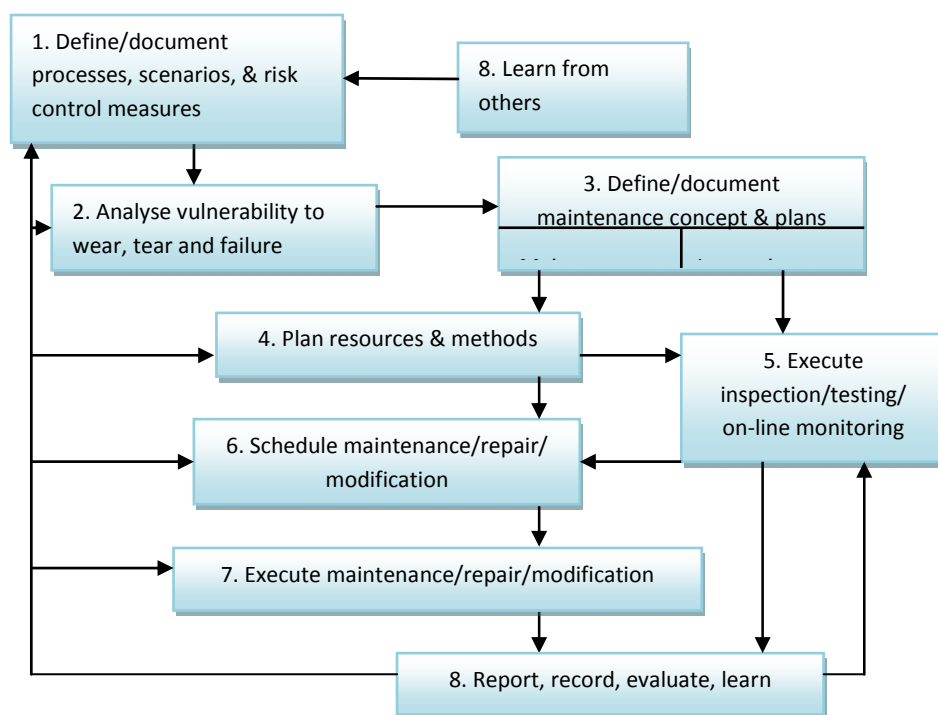 1. Define/document
processes, scenarios, & risk
control measures
8. Learn from
others
2. Analyse vulnerability to
wear, tear and failure
3. Define/document
maintenance concept & plans
4. Plan resources & methods
5. Execute
inspection/testing/
on-line monitoring
6. Schedule maintenance/repair/
modification
7. Execute maintenance/repair/modification
8. Report, record, evaluate, learn